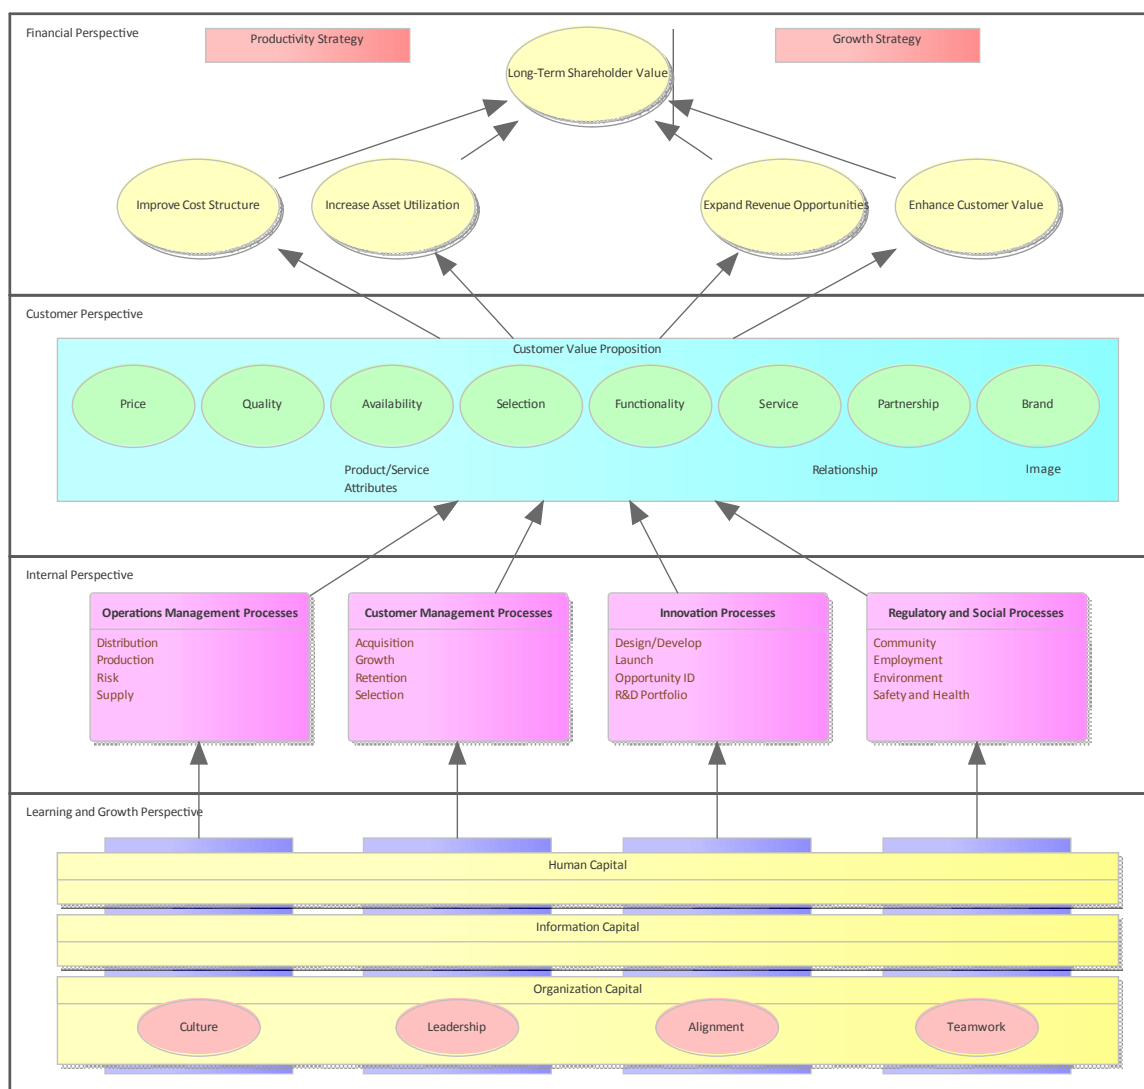 Financial Perspective
Productivity Strategy
Growth Strategy
Long-Term Shareholder Value
Improve Cost Structure
Increase Asset Utilization
Expand Revenue Opportunities
Enhance Customer Value
Customer Perspective
Customer Value Proposition
Price
Quality
Availability
Selection
Functionality
Service
Partnership
Brand
Product/Service
Attributes
Relationship
Image
Internal Perspective
Operations Management Processes
Distribution
Production
Risk
Supply
Customer Management Processes
Acquisition
Growth
Retention
Selection
Innovation Processes
Design/Develop
Launch
Opportunity ID
R&D Portfolio
Regulatory and Social Processes
Community
Employment
Environment
Safety and Health
Learning and Growth Perspective
Human Capital
Information Capital
Organization Capital
Culture
Leadership
Alignment
Teamwork